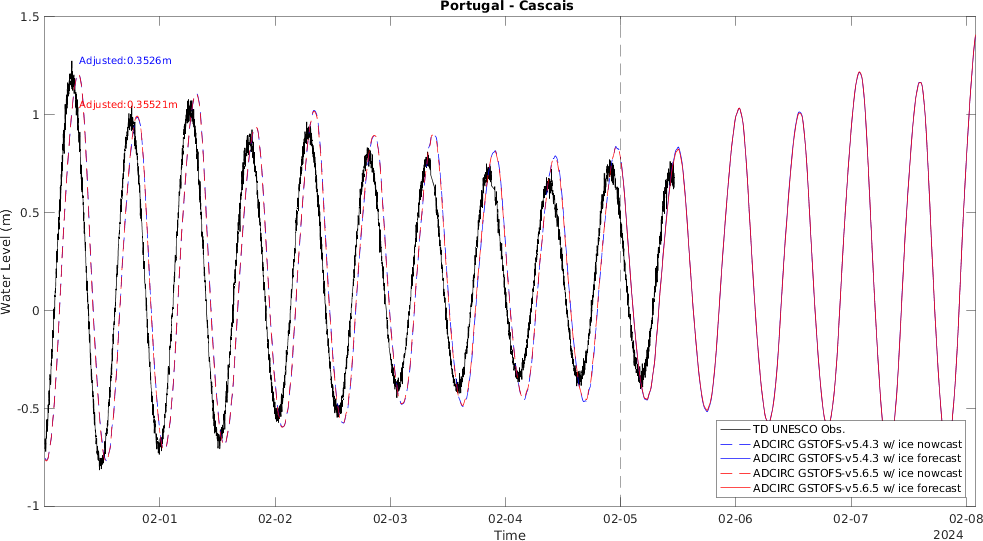 Portugal - Cascais
1.5
1
0.5
0
-0.5
-1
Water Level (m)
Adjusted:0.3526m
Adjusted:0.35521m
TD UNESCO Obs.
ADCIRC GSTOFS-v5.4.3 w/ ice nowcast
ADCIRC GSTOFS-v5.4.3 w/ ice forecast
ADCIRC GSTOFS-v5.6.5 w/ ice nowcast
ADCIRC GSTOFS-v5.6.5 w/ ice forecast
02-01 02-02 02-03 02-04 02-05 02-06 02-07 02-08
Time
2024